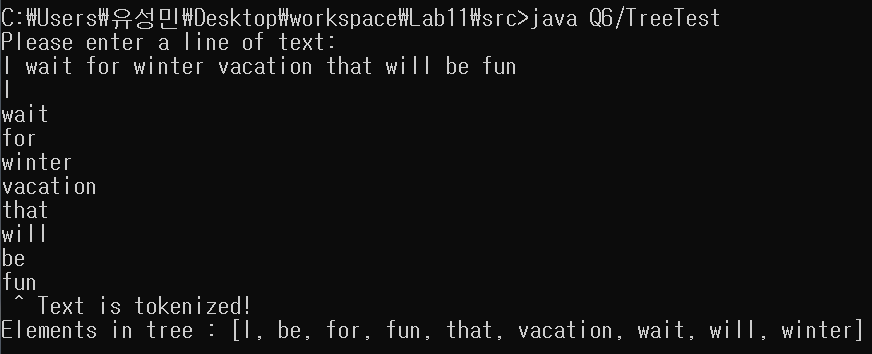 C:\Users\유성민\Desktop\workspace\Lab11\src>java Q6/TreeTest
Please enter a line of text:
I wait for winter vacation that will be fun
I
wait
for
winter
vacation
that
will
be
fun
 ^ Text is tokenized!
Elements in tree : [I, be, for, fun, that, vacation, wait, will, winter]